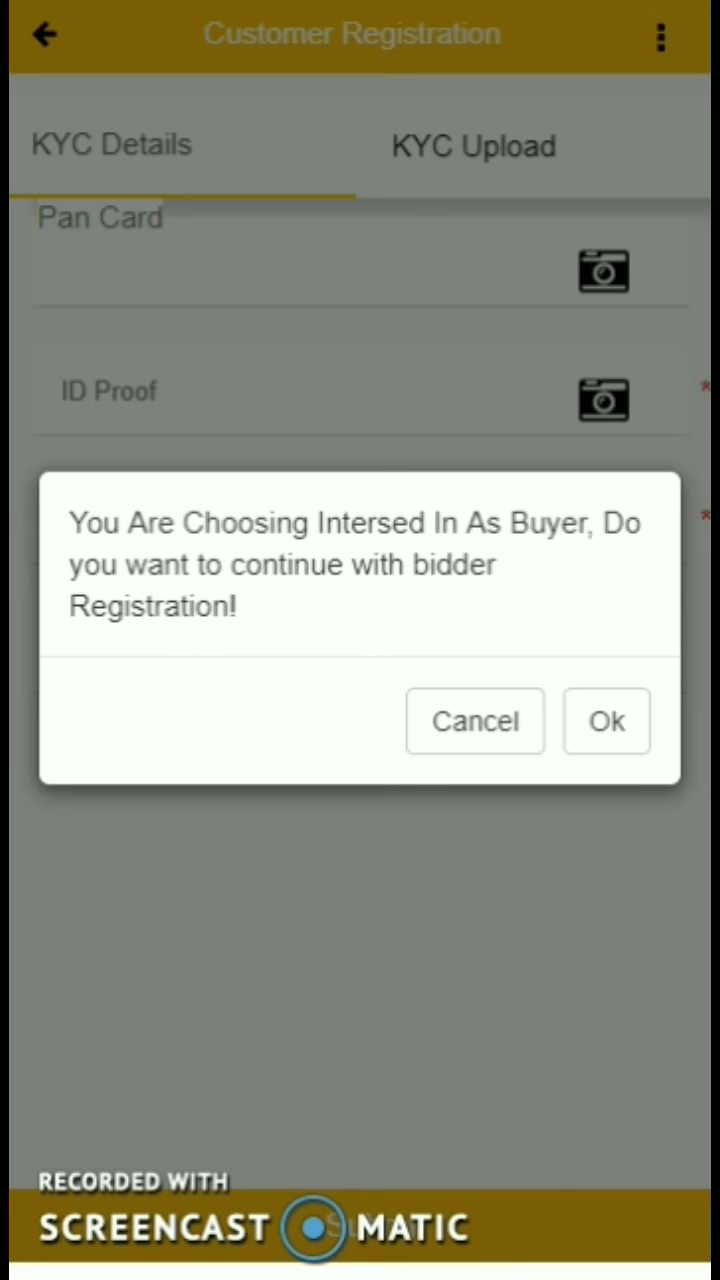 Customer Registration
KYC Details
KYC Upload
Pan Card
ID Proof
*
*
You Are Choosing Intersed In As Buyer, Do
you want to continue with bidder
Registration!
Cancel
Ok
RECORDED WITH
SCREENCAST MATIC